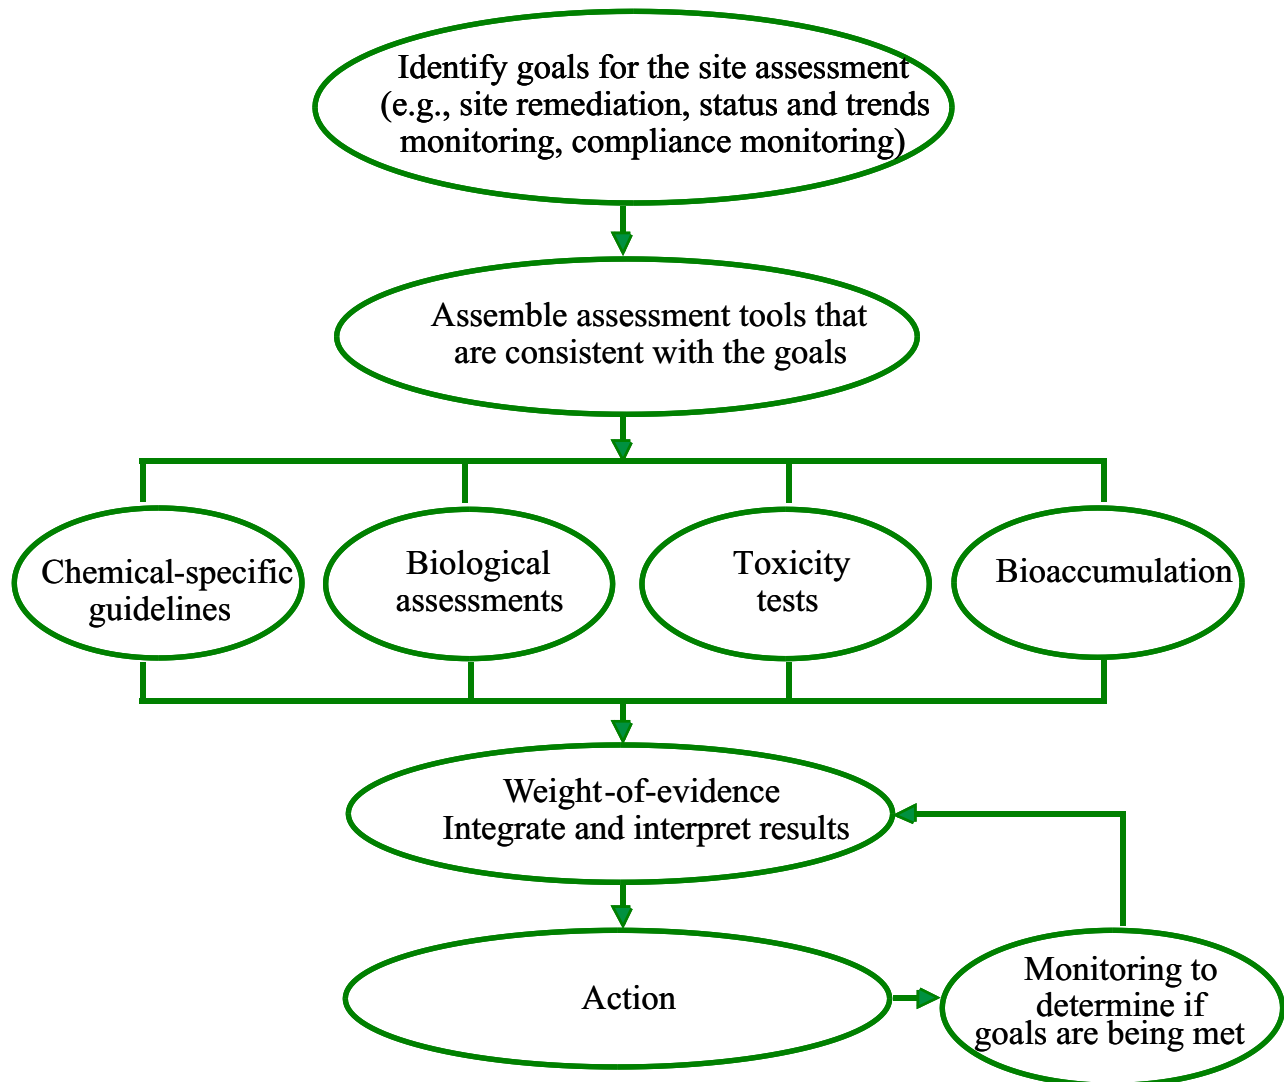 Identify goals for the site assessment
(e.g., site remediation, status and trends
monitoring, compliance monitoring)
Assemble assessment tools that
are consistent with the goals
Chemical-specific
guidelines
Biological
assessments
Toxicity
tests
Bioaccumulation
Weight-of-evidence
Integrate and interpret results
Action
Monitoring to
determine if
goals are being met